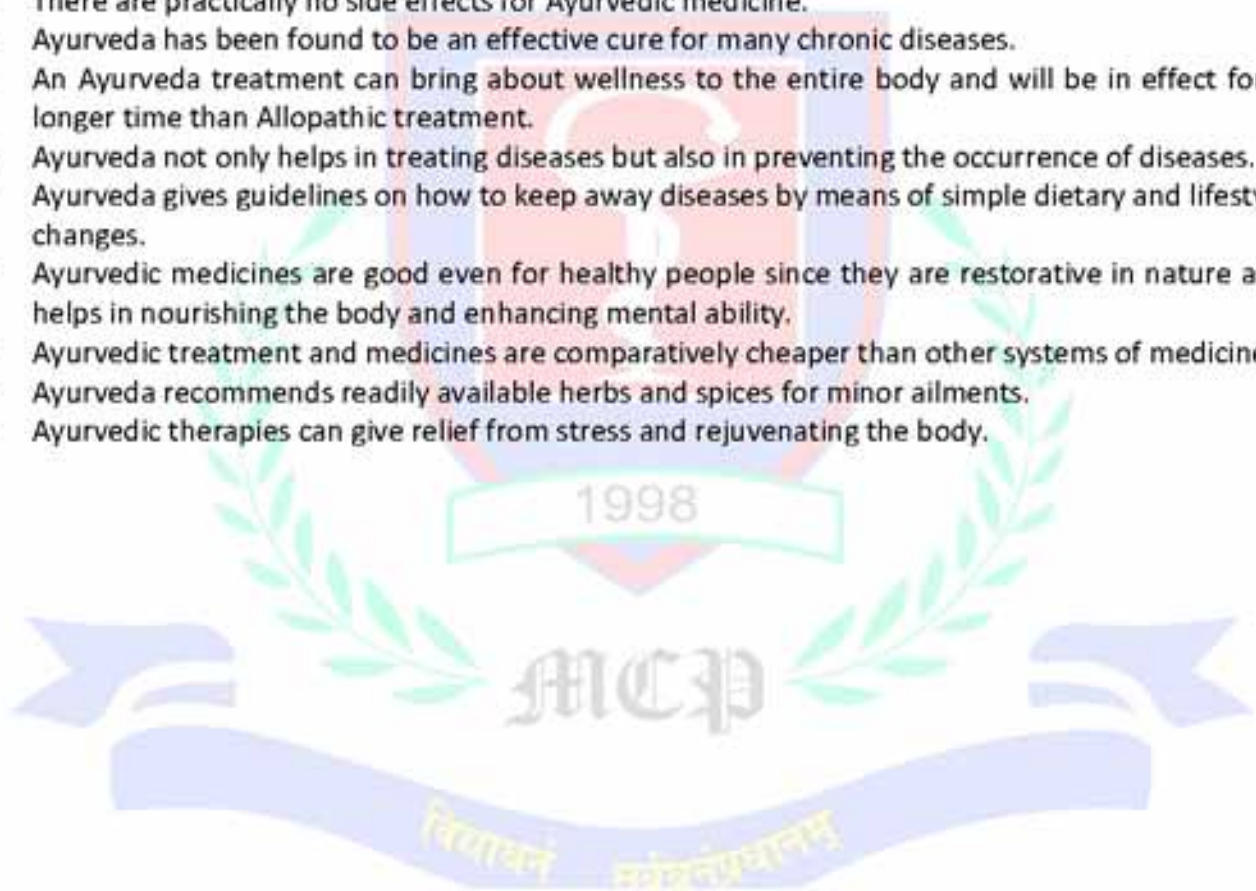 There are practically no side effects for Ayurvedic medicine.
Ayurveda has been found to be an effective cure for many chronic diseases.
An Ayurveda treatment can bring about wellness to the entire body and will be in effect fo
longer time than Allopathic treatment.
Ayurveda not only helps in treating diseases but also in preventing the occurrence of diseases.
Ayurveda gives guidelines on how to keep away diseases by means of simple dietary and lifesty
changes.
Ayurvedic medicines are good even for healthy people since they are restorative in nature a
helps in nourishing the body and enhancing mental ability.
Ayurvedic treatment and medicines are comparatively cheaper than other systems of medicine
Ayurveda recommends readily available herbs and spices for minor ailments.
Ayurvedic therapies can give relief from stress and rejuvenating the body.
1998
MCP
विद्याधनं सर्वधनंप्रधानम्